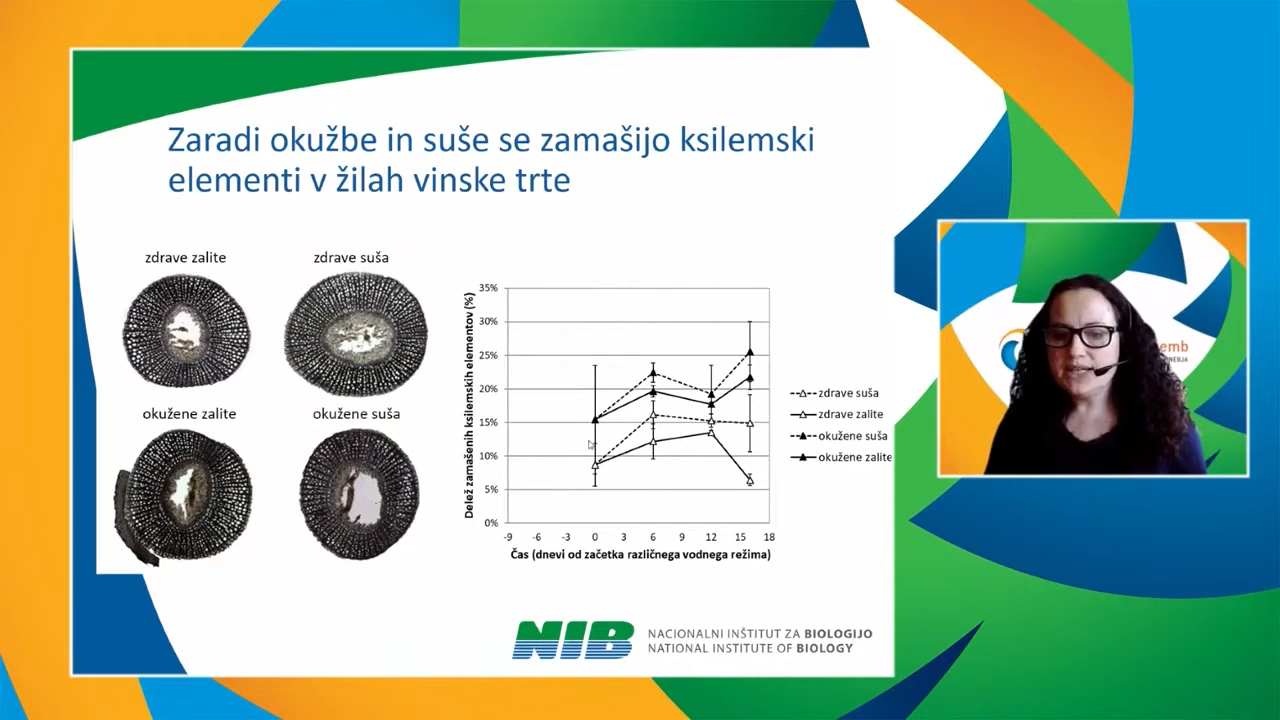 Zaradi okužbe in suše se zamašijo ksilemski
elementi v žilah vinske trte
zdrave zalite
zdrave suša
okužene zalite
okužene suša
Delež zamašenih ksilemskih elementov (%)
35%
30%
25%
20%
15%
10%
5%
0%
-9 -6 -3 0 3 6 9 12 15 18
Čas (dnevi od začetka različnega vodnega režima)
zdrave suša
zdrave zalite
okužene suša
okužene zalite
NIB
NACIONALNI INŠTITUT ZA BIOLOGIJO
NATIONAL INSTITUTE OF BIOLOGY
emb